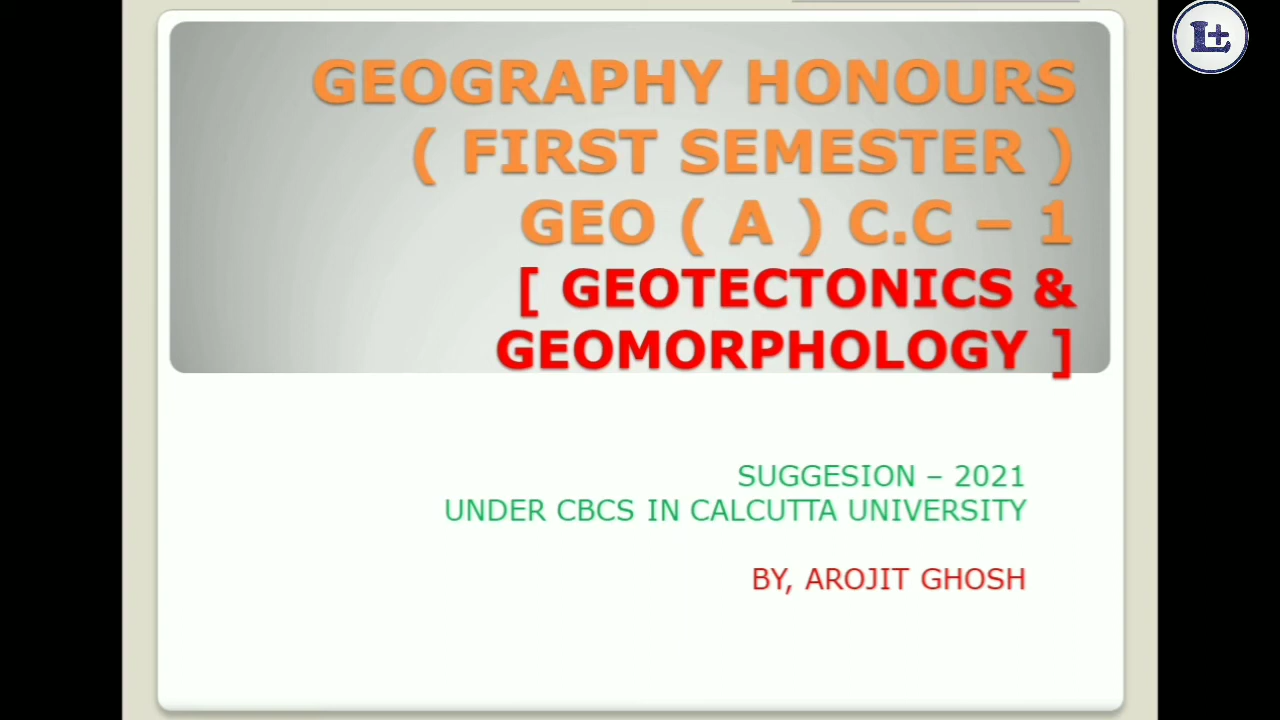 L+
GEOGRAPHY HONOURS
( FIRST SEMESTER )
GEO ( A ) C.C – 1
[ GEOTECTONICS &
GEOMORPHOLOGY ]
SUGGESION – 2021
UNDER CBCS IN CALCUTTA UNIVERSITY
BY, AROJIT GHOSH